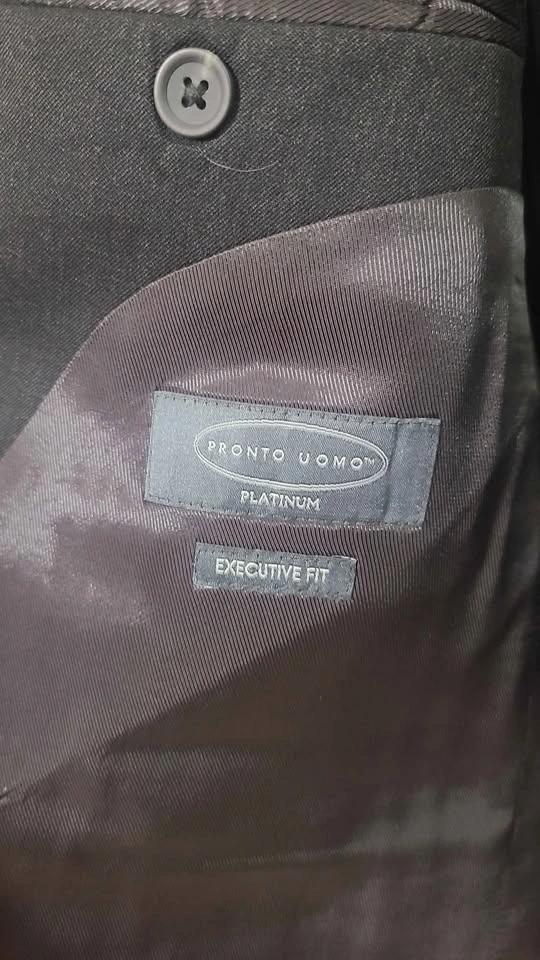 PRONTO UOMO™
PLATINUM
EXECUTIVE FIT